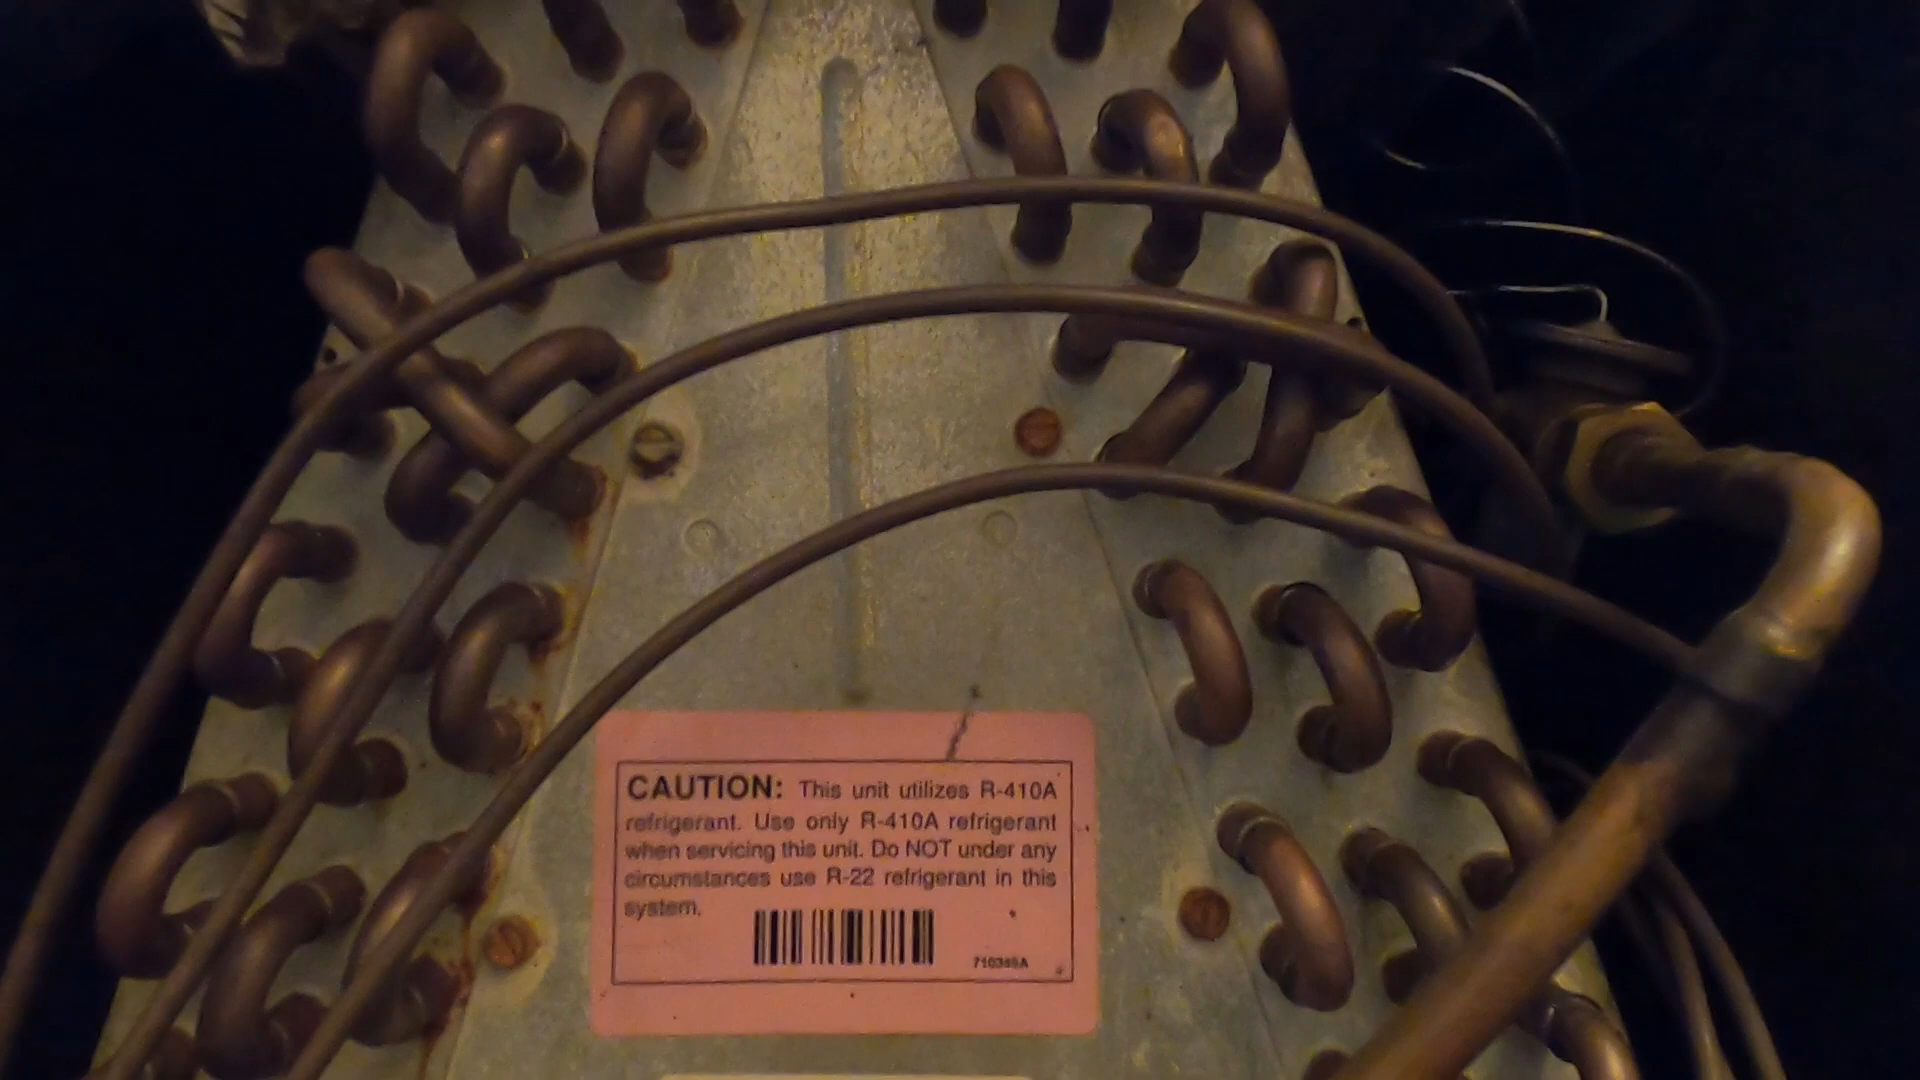 CAUTION: This unit utilizes R-410A
refrigerant. Use only R-410A refrigerant
when servicing this unit. Do NOT under any
circumstances use R-22 refrigerant in this
system.